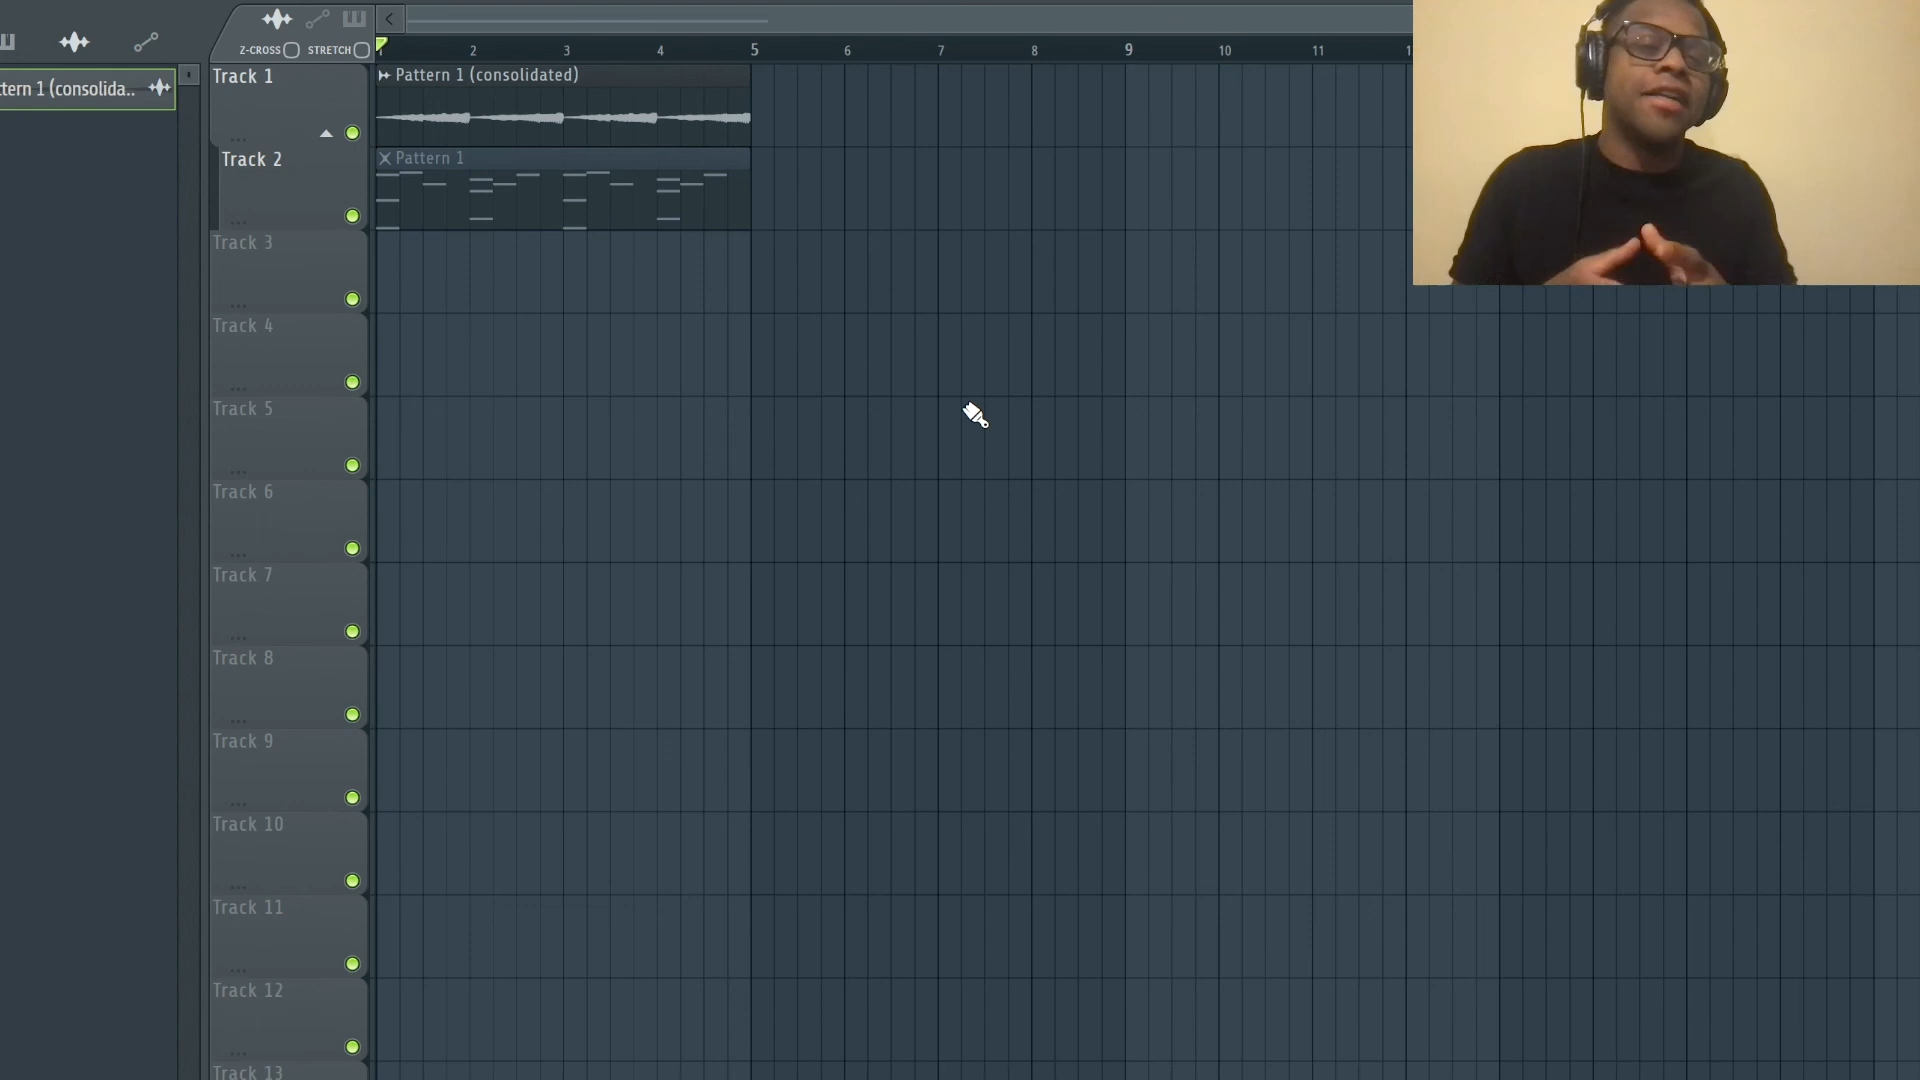 Z-CROSS STRETCH
2 3 4 5 6 7 8 9 10 11
ttern 1 (consolida..
Track 1
Pattern 1 (consolidated)
Track 2
Pattern 1
Track 3
Track 4
Track 5
Track 6
Track 7
Track 8
Track 9
Track 10
Track 11
Track 12
Track 13